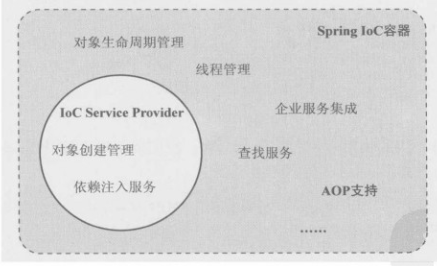 Spring IoC容器
对象生命周期管理
线程管理
IoC Service Provider
企业服务集成
对象创建管理
查找服务
依赖注入服务
AOP支持
......